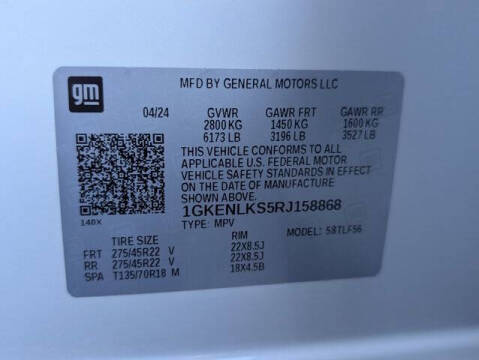 gm
MFD BY GENERAL MOTORS LLC
04/24 GVWR GAWR FRT GAWR RR
2800 KG 1450 KG 1600 KG
6173 LB 3196 LB 3527 LB
THIS VEHICLE CONFORMS TO ALL
APPLICABLE U.S. FEDERAL MOTOR
VEHICLE SAFETY STANDARDS IN EFFECT
ON THE DATE OF MANUFACTURE
SHOWN ABOVE.
1GKENLKS5RJ158868
TYPE: MPV MODEL: 58TLF56
140X
TIRE SIZE RIM
FRT 275/45R22 V 22X8.5J
RR 275/45R22 V 22X8.5J
SPA T135/70R18 M 18X4.5B